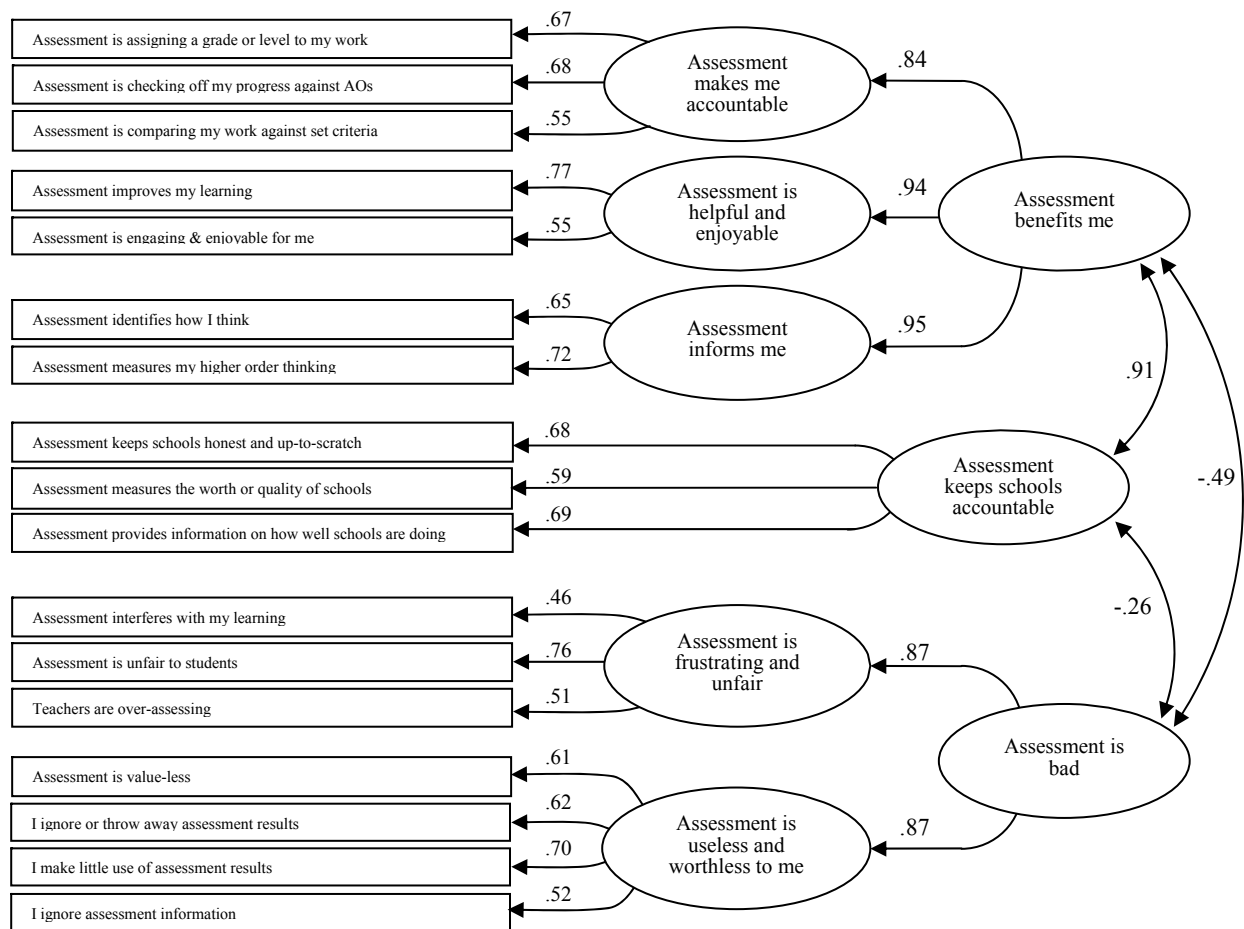 Assessment is assigning a grade or level to my work
.67
Assessment is checking off my progress against AOs
.68
Assessment is comparing my work against set criteria
.55
Assessment
makes me
accountable
.84
Assessment improves my learning
.77
Assessment is engaging & enjoyable for me
.55
Assessment is
helpful and
enjoyable
.94
Assessment
benefits me
Assessment identifies how I think
.65
Assessment measures my higher order thinking
.72
Assessment
informs me
.95
.91
Assessment keeps schools honest and up-to-scratch
.68
Assessment measures the worth or quality of schools
.59
Assessment provides information on how well schools are doing
.69
Assessment
keeps schools
accountable
-.49
-.26
Assessment interferes with my learning
.46
Assessment is unfair to students
.76
Teachers are over-assessing
.51
Assessment is
frustrating and
unfair
.87
Assessment is
bad
Assessment is value-less
.61
I ignore or throw away assessment results
.62
I make little use of assessment results
.70
I ignore assessment information
.52
Assessment is
useless and
worthless to me
.87